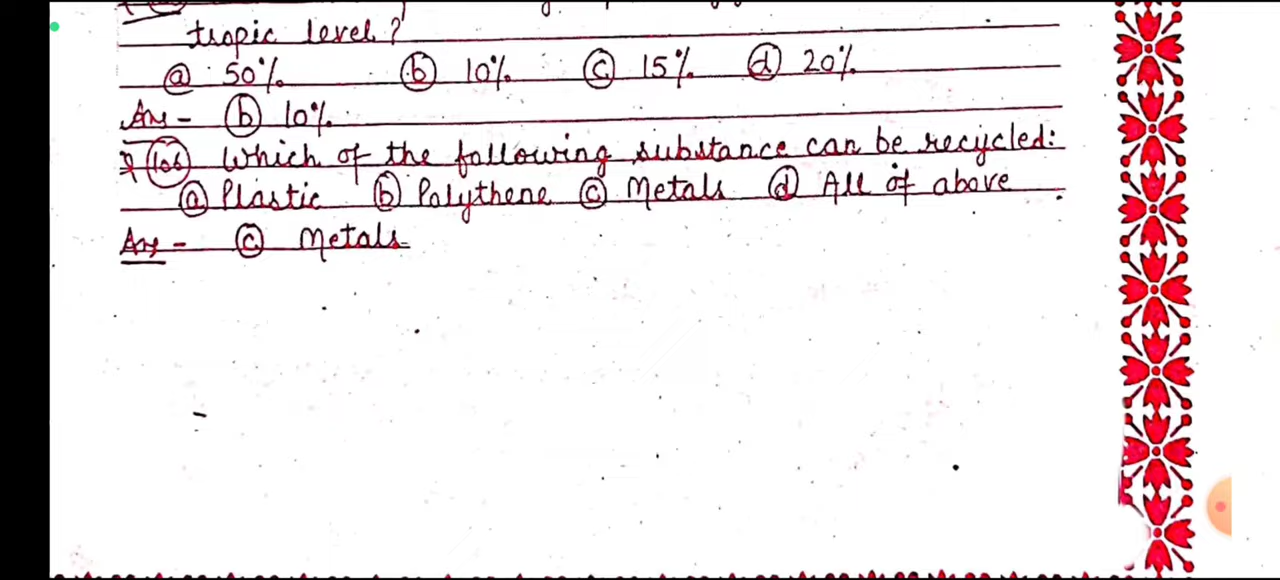 tropic level?
(a) 50% (b) 10% (c) 15% (d) 20%
Ans - (b) 10%
* (106) Which of the following substance can be recycled:
(a) Plastic (b) Polythene (c) Metals (d) All of above
Ans - (c) Metals